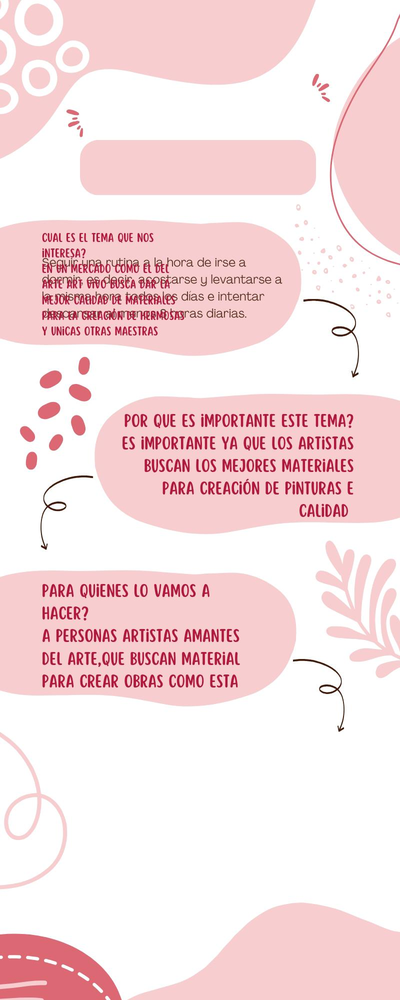 CUAL ES EL TEMA QUE NOS
iNTERESA?
Seguir una rutina a la hora de irse a
EN UN MERCADO COMO EL DEL
dormir, es decir, acostarse y levantarse a
ARTE ART ViVO BUSCA DAR LA
la misma hora todos los días e intentar
MEJOR CALiDAD DE MATERiALES
descansar al menos 8 horas diarias.
PARA LA CREACiÓN DE HERMOSAS
Y UNiCAS OTRAS MAESTRAS
POR QUE ES iMPORTANTE ESTE TEMA?
ES iMPORTANTE YA QUE LOS ARTiSTAS
BUSCAN LOS MEJORES MATERiALES
PARA CREACiÓN DE PiNTURAS E
CALiDAD
PARA QUiENES LO VAMOS A
HACER?
A PERSONAS ARTiSTAS AMANTES
DEL ARTE,QUE BUSCAN MATERiAL
PARA CREAR OBRAS COMO ESTA